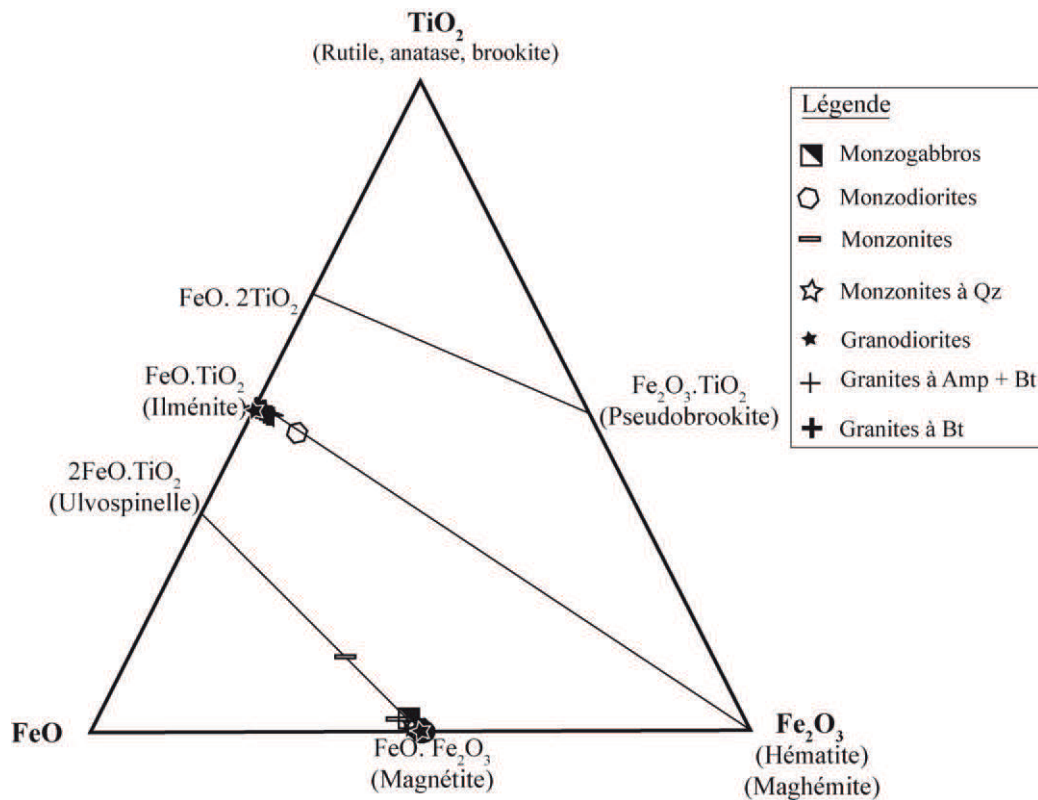 TiO₂
(Rutile, anatase, brookite)
Légende
Monzogabbros
Monzodiorites
Monzonites
Monzonites à Qz
Granodiorites
Granites à Amp + Bt
Granites à Bt
FeO. 2TiO₂
FeO.TiO₂
(Ilménite)
Fe₂O₃.TiO₂
(Pseudobrookite)
2FeO.TiO₂
(Ulvospinelle)
FeO
FeO. Fe₂O₃
(Magnétite)
Fe₂O₃
(Hématite)
(Maghémite)